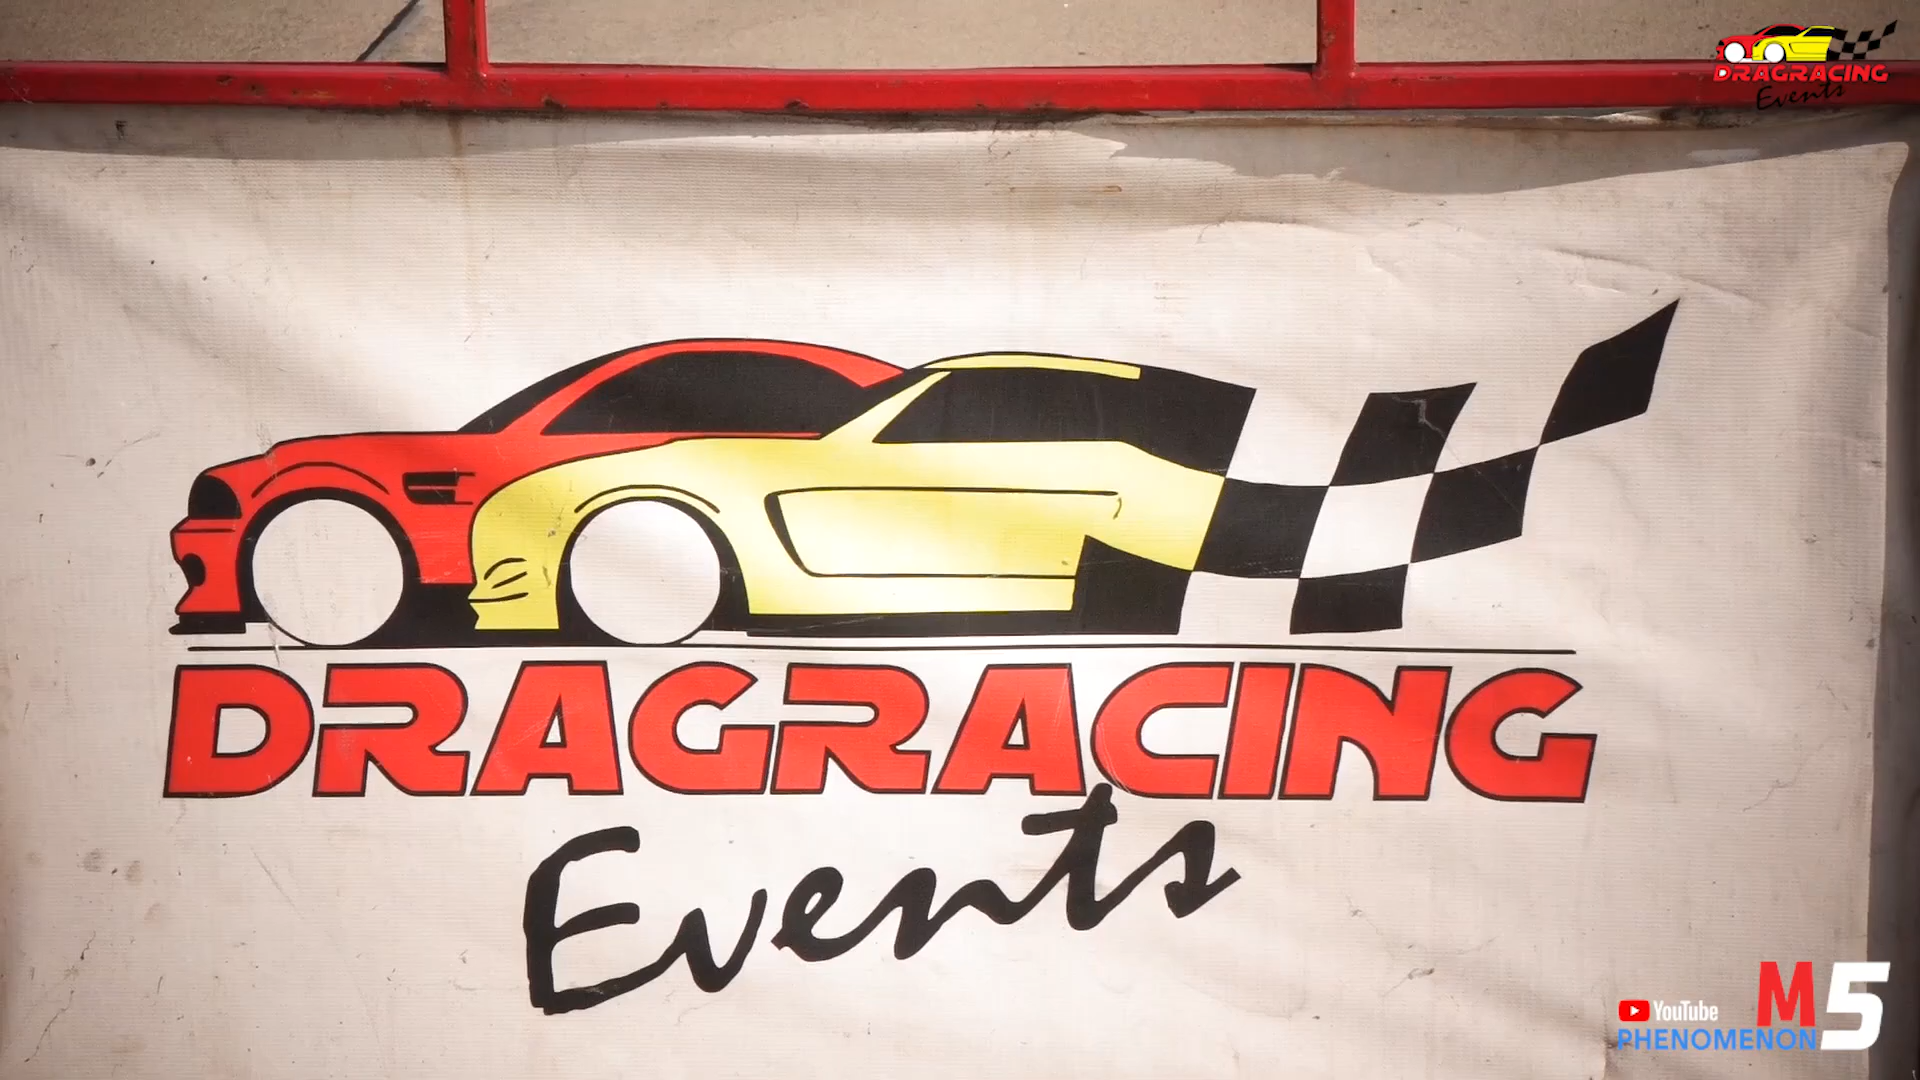 DRAGRACING
Events
DRAGRACING
Events
YouTube
PHENOMENON
M5